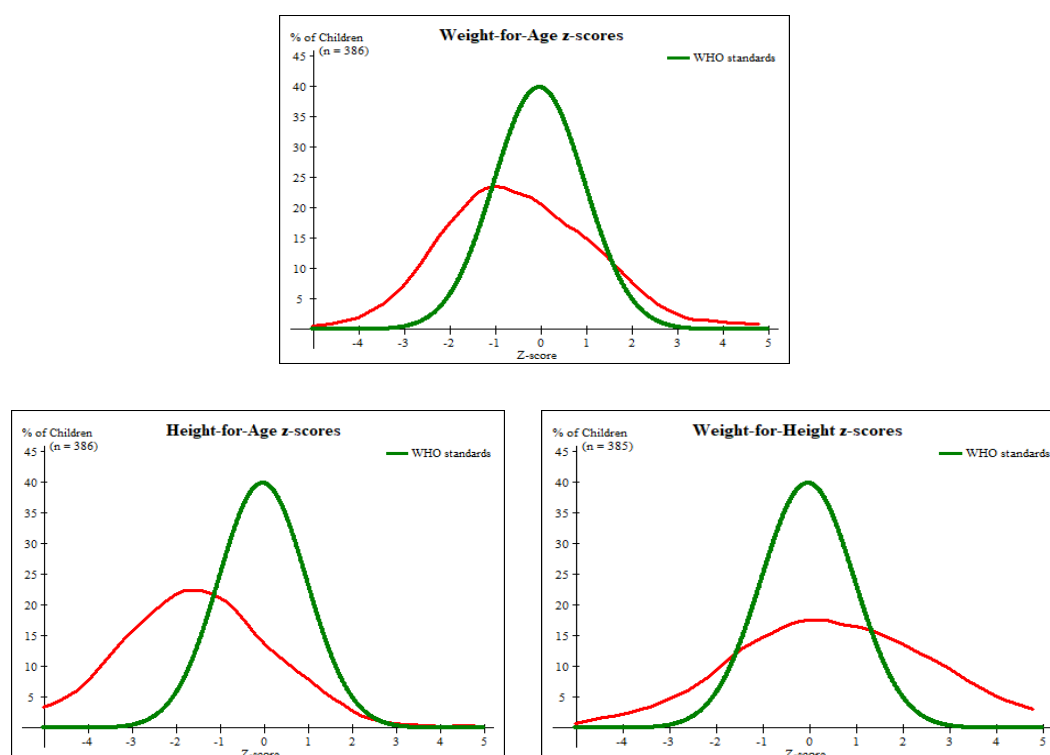 Weight-for-Age z-scores
% of Children
(n = 386)
WHO standards
45
40
35
30
25
20
15
10
5
-4 -3 -2 -1 0 1 2 3 4 5
Z-score
Height-for-Age z-scores
% of Children
(n = 386)
WHO standards
45
40
35
30
25
20
15
10
5
-4 -3 -2 -1 0 1 2 3 4 5
Z-score
Weight-for-Height z-scores
% of Children
(n = 385)
WHO standards
45
40
35
30
25
20
15
10
5
-4 -3 -2 -1 0 1 2 3 4 5
Z-score